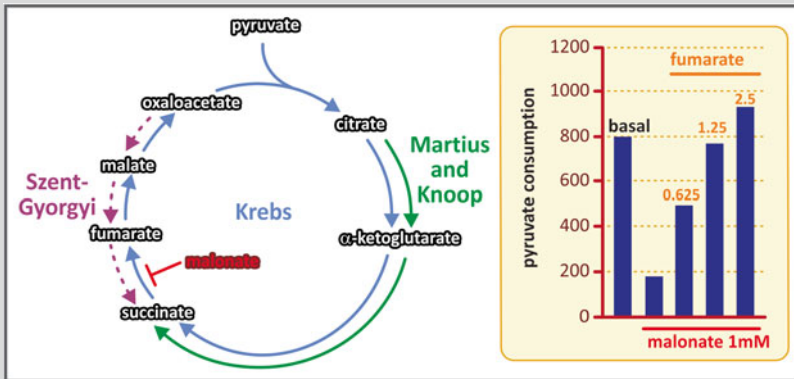 pyruvate
oxaloacetate
citrate
malate
Martius
and
Knoop
Szent-
Gyorgyi
Krebs
fumarate
α-ketoglutarate
malonate
succinate
pyruvate consumption
1200
1000
800
600
400
200
0
fumarate
basal
0.625
1.25
2.5
malonate 1mM